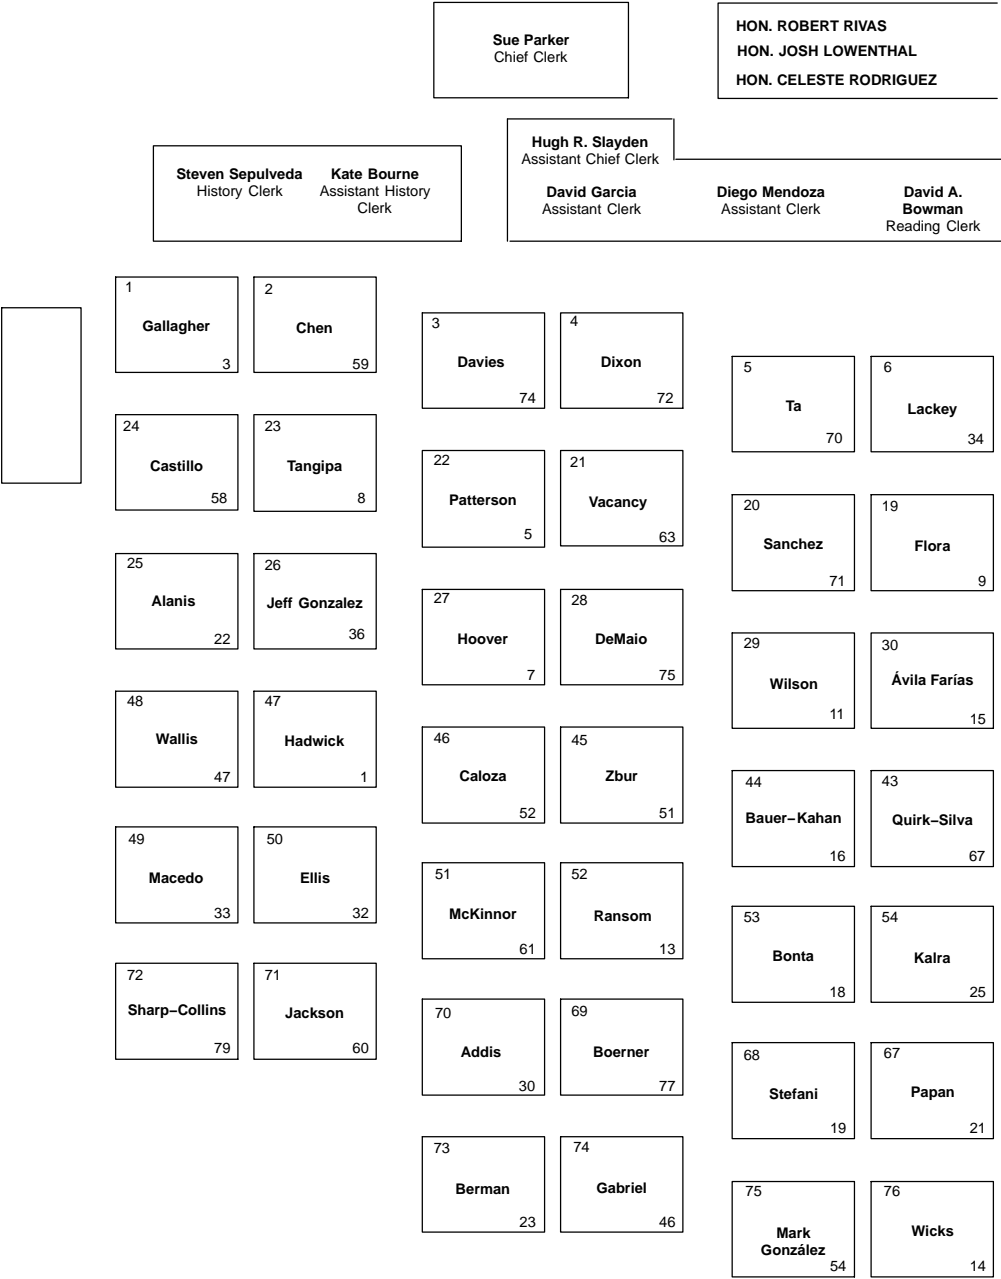 Sue Parker
Chief Clerk
HON. ROBERT RIVAS
HON. JOSH LOWENTHAL
HON. CELESTE RODRIGUEZ
Steven Sepulveda
History Clerk
Kate Bourne
Assistant History
Clerk
Hugh R. Slayden
Assistant Chief Clerk
David Garcia
Assistant Clerk
Diego Mendoza
Assistant Clerk
David A.
Bowman
Reading Clerk
1
Gallagher
3
2
Chen
59
3
Davies
74
4
Dixon
72
5
Ta
70
6
Lackey
34
24
Castillo
58
23
Tangipa
8
22
Patterson
5
21
Vacancy
63
20
Sanchez
71
19
Flora
9
25
Alanis
22
26
Jeff Gonzalez
36
27
Hoover
7
28
DeMaio
75
29
Wilson
11
30
Ávila Farías
15
48
Wallis
47
47
Hadwick
1
46
Caloza
52
45
Zbur
51
44
Bauer−Kahan
16
43
Quirk−Silva
67
49
Macedo
33
50
Ellis
32
51
McKinnor
61
52
Ransom
13
53
Bonta
18
54
Kalra
25
72
Sharp−Collins
79
71
Jackson
60
70
Addis
30
69
Boerner
77
68
Stefani
19
67
Papan
21
73
Berman
23
74
Gabriel
46
75
Mark
González
54
76
Wicks
14